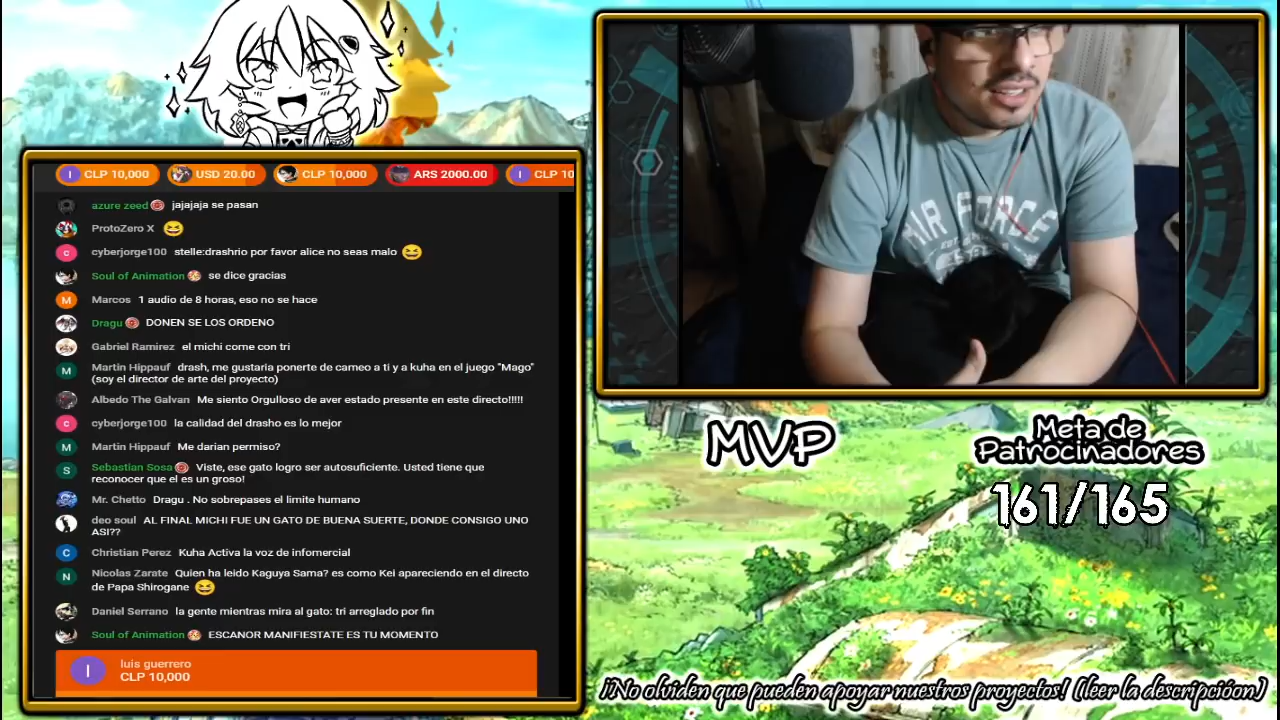 CLP 10,000 USD 20.00 CLP 10,000 ARS 2000.00 CLP 10
azure zeed jajajaja se pasan
ProtoZero X
cyberjorge100 stelle:drashrio por favor alice no seas malo
Soul of Animation se dice gracias
Marcos 1 audio de 8 horas, eso no se hace
Dragu DONEN SE LOS ORDENO
Gabriel Ramirez el michi come con tri
Martin Hippauf drash, me gustaria ponerte de cameo a ti y a kuha en el juego "Mago"
(soy el director de arte del proyecto)
Albedo The Galvan Me siento Orgulloso de aver estado presente en este directo!!!!!
cyberjorge100 la calidad del drasho es lo mejor
Martin Hippauf Me darian permiso?
Sebastian Sosa Viste, ese gato logro ser autosuficiente. Usted tiene que
reconocer que el es un groso!
Mr. Chetto Dragu . No sobrepases el limite humano
deo soul AL FINAL MICHI FUE UN GATO DE BUENA SUERTE, DONDE CONSIGO UNO
ASI??
Christian Perez Kuha Activa la voz de infomercial
Nicolas Zarate Quien ha leido Kaguya Sama? es como Kei apareciendo en el directo
de Papa Shirogane
Daniel Serrano la gente mientras mira al gato: tri arreglado por fin
Soul of Animation ESCANOR MANIFIESTATE ES TU MOMENTO
luis guerrero
CLP 10,000
AIR FORCE
MVP
Meta de
Patrocinadores
161/165
¡¡No olviden que pueden apoyar nuestros proyectos! (leer la descripcióon)